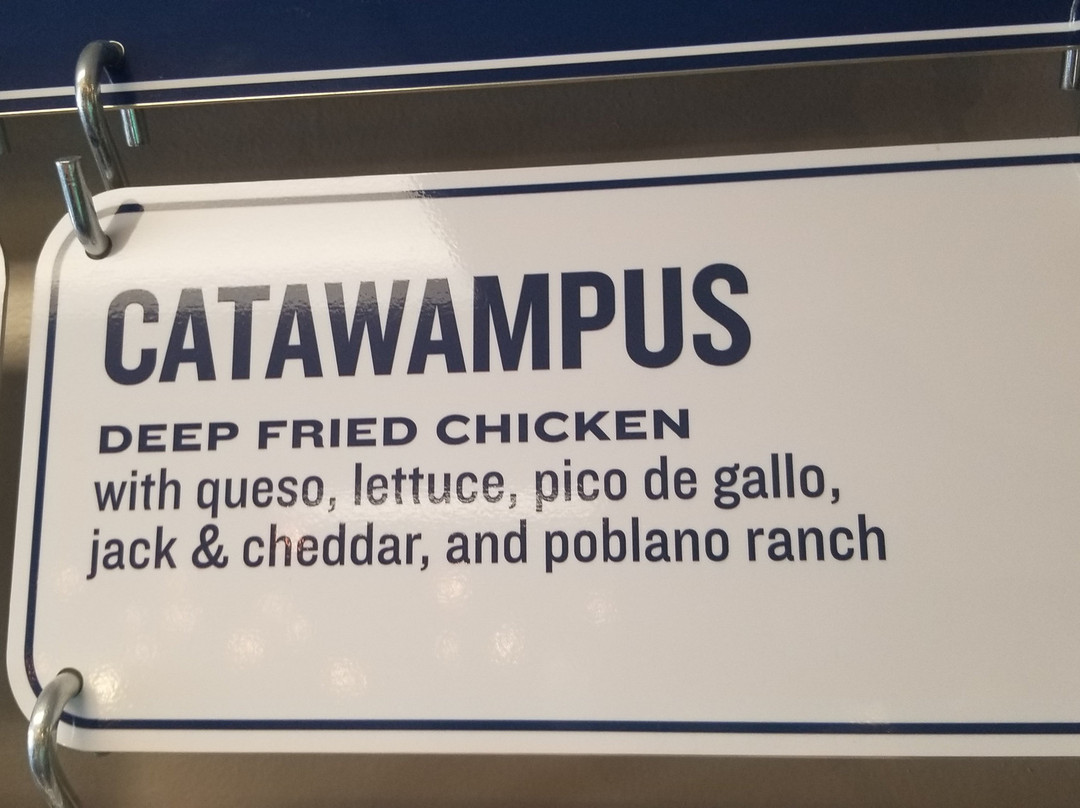 CATAWAMPUS
DEEP FRIED CHICKEN
with queso, lettuce, pico de gallo,
jack & cheddar, and poblano ranch